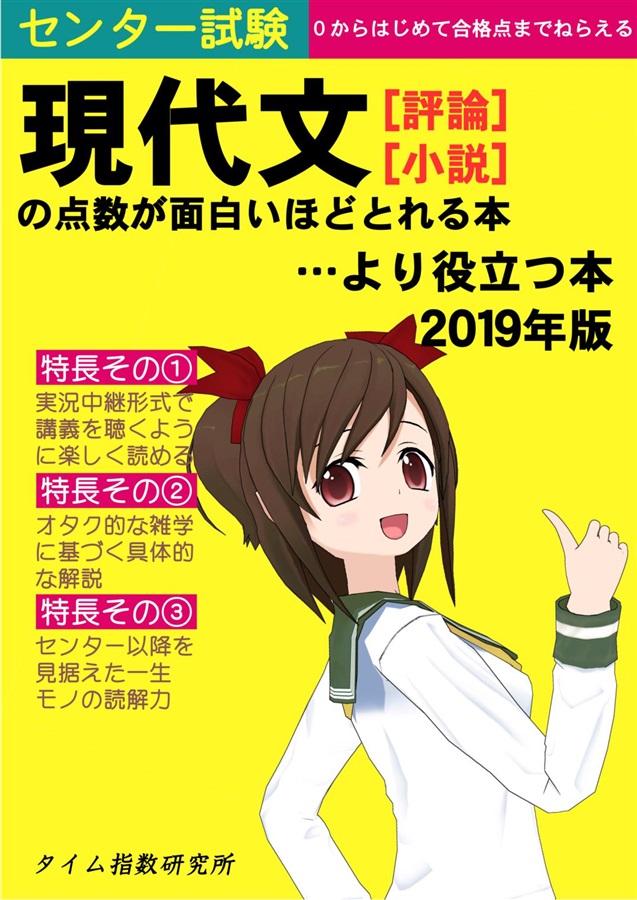 センター試験
０からはじめて合格点までねらえる
現代文
[評論]
[小説]
の点数が面白いほどとれる本
…より役立つ本
2019年版
特長その①
実況中継形式で
講義を聴くよう
に楽しく読める
特長その②
オタク的な雑学
に基づく具体的
な解説
特長その③
センター以降を
見据えた一生
モノの読解力
タイム指数研究所